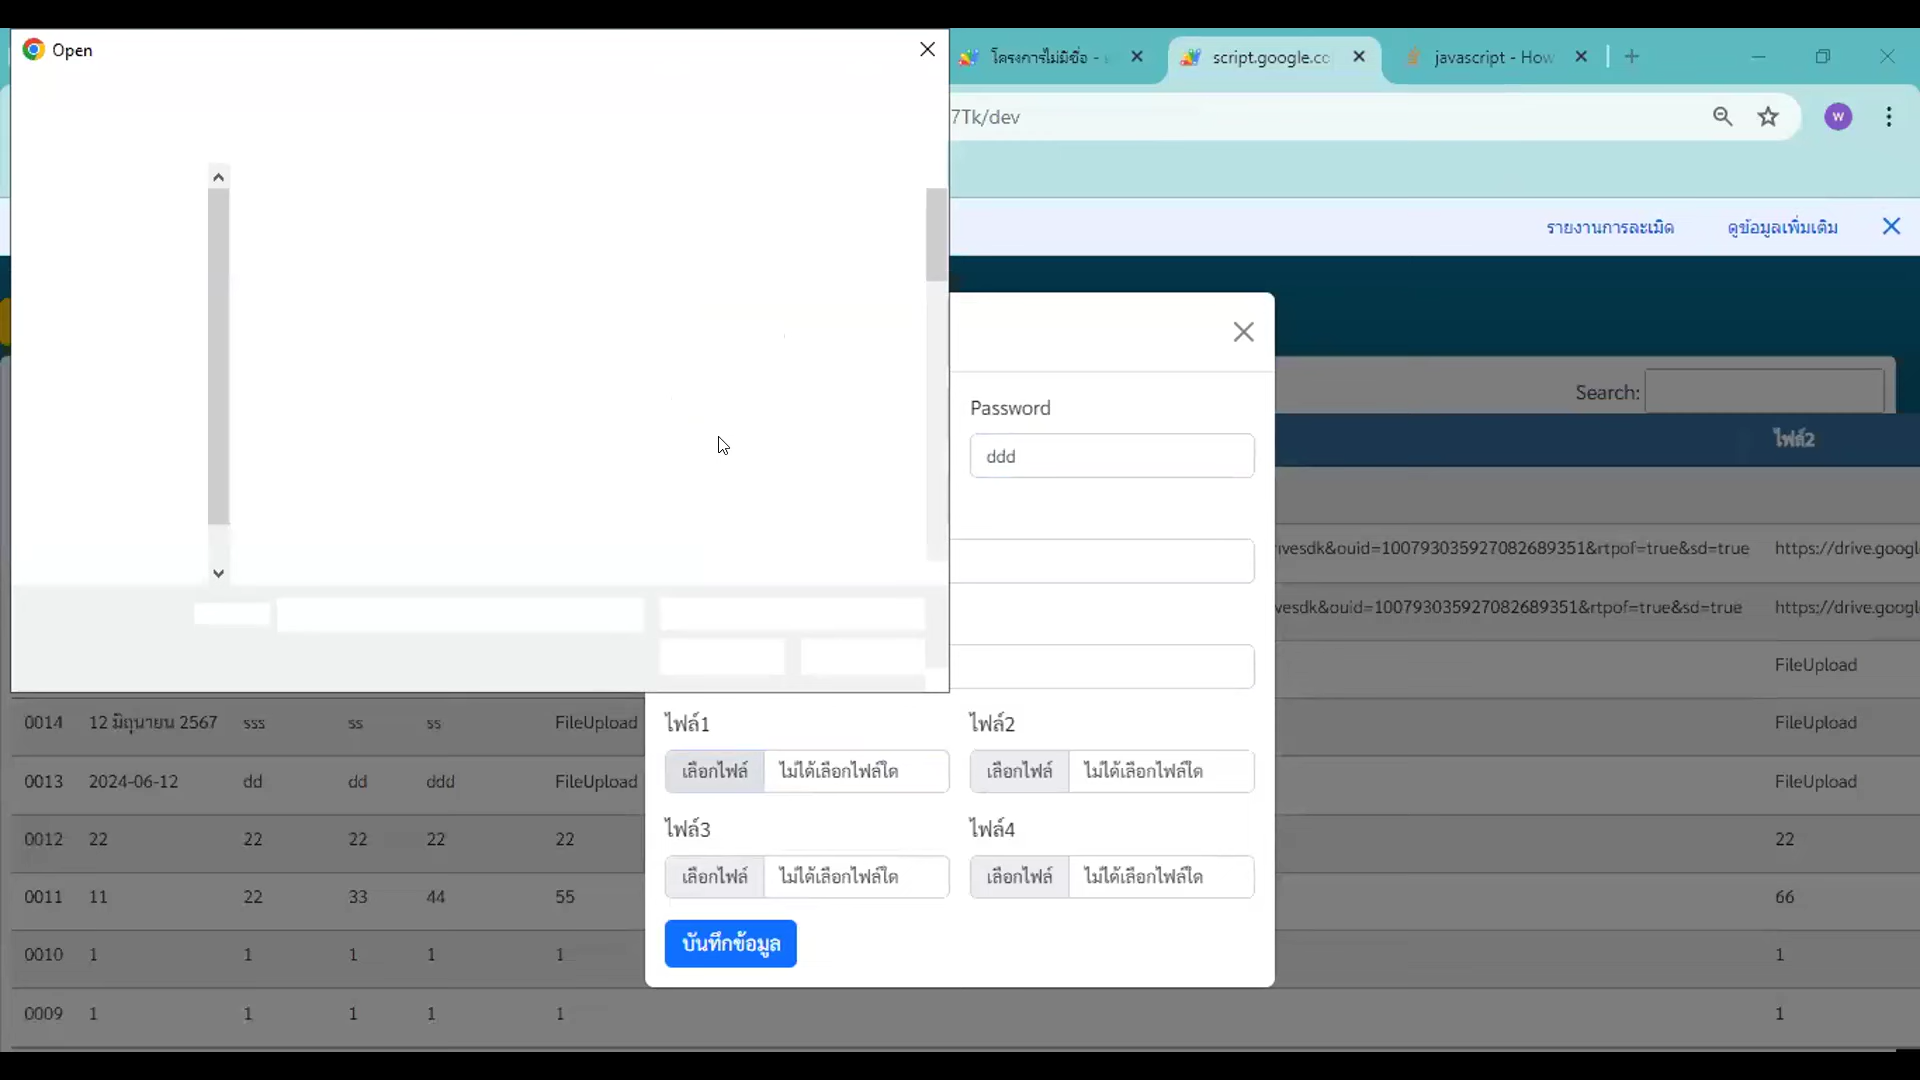 Open
โครงการไม่มีชื่อ -
script.google.cc
javascript - How
7Tk/dev
W
รายงานการละเมิด ดูข้อมูลเพิ่มเติม
Search:
Password
ddd
ไฟล์2
ivesdk&ouid=100793035927082689351&rtpof=true&sd=true https://drive.googl
vesdk&ouid=100793035927082689351&rtpof=true&sd=true https://drive.googl
FileUpload
0014 12 มิถุนายน 2567 sss ss ss FileUpload FileUpload
0013 2024-06-12 dd dd ddd FileUpload FileUpload
0012 22 22 22 22 22 22
0011 11 22 33 44 55 66
0010 1 1 1 1 1 1
0009 1 1 1 1 1 1
ไฟล์1 ไฟล์2
เลือกไฟล์ ไม่ได้เลือกไฟล์ใด เลือกไฟล์ ไม่ได้เลือกไฟล์ใด
ไฟล์3 ไฟล์4
เลือกไฟล์ ไม่ได้เลือกไฟล์ใด เลือกไฟล์ ไม่ได้เลือกไฟล์ใด
บันทึกข้อมูล